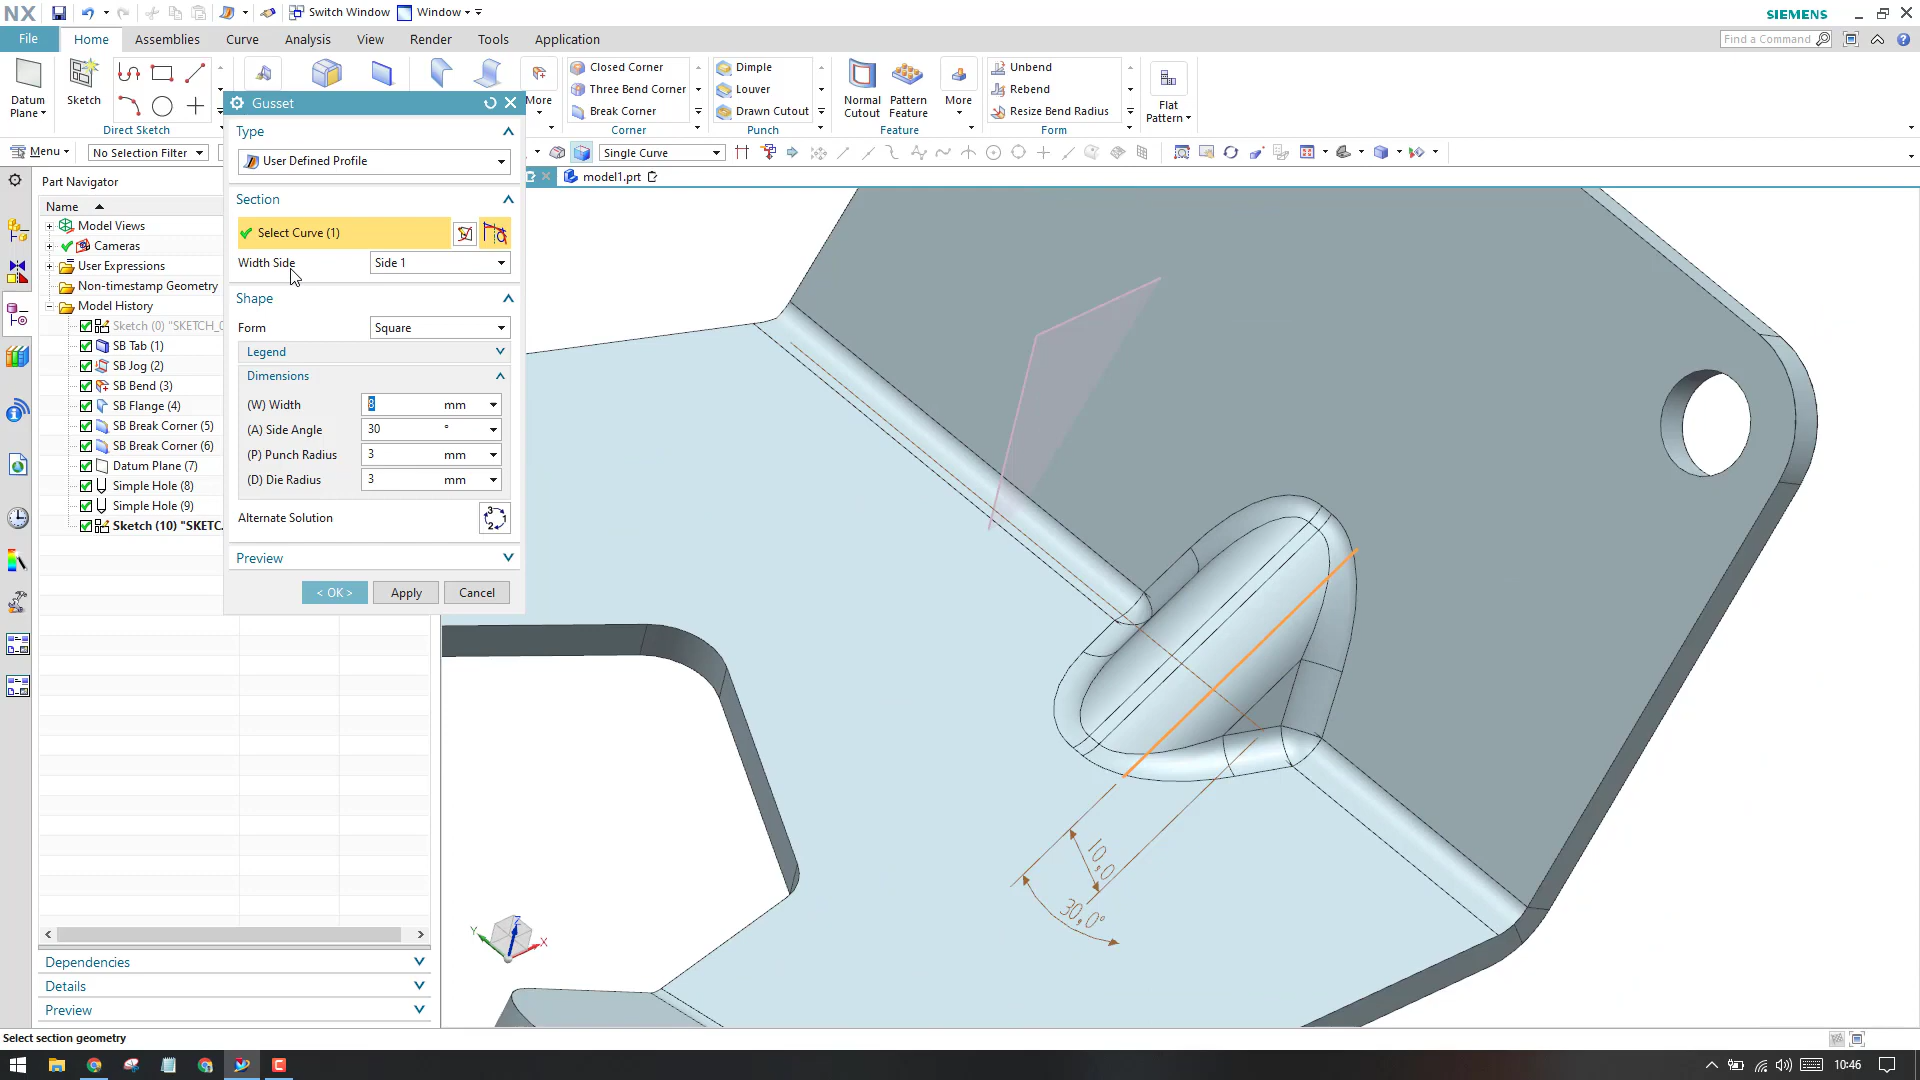 NX
Switch Window
Window
SIEMENS
File
Home
Assemblies
Curve
Analysis
View
Render
Tools
Application
Find a Command
Datum
Plane
Sketch
Direct Sketch
More
Closed Corner
Three Bend Corner
Break Corner
Corner
Dimple
Louver
Drawn Cutout
Punch
Normal
Cutout
Pattern
Feature
More
Feature
Unbend
Rebend
Resize Bend Radius
Form
Flat
Pattern
Menu
No Selection Filter
Single Curve
model1.prt
Part Navigator
Name
Model Views
Cameras
User Expressions
Non-timestamp Geometry
Model History
Sketch (0) "SKETCH_0
SB Tab (1)
SB Jog (2)
SB Bend (3)
SB Flange (4)
SB Break Corner (5)
SB Break Corner (6)
Datum Plane (7)
Simple Hole (8)
Simple Hole (9)
Sketch (10) "SKETC
Dependencies
Details
Preview
Gusset
Type
User Defined Profile
Section
Select Curve (1)
Width Side
Side 1
Shape
Form
Square
Legend
Dimensions
(W) Width
8
mm
(A) Side Angle
30
°
(P) Punch Radius
3
mm
(D) Die Radius
3
mm
Alternate Solution
Preview
< OK >
Apply
Cancel
10,0
30,0°
Z
Y
X
Select section geometry
10:46